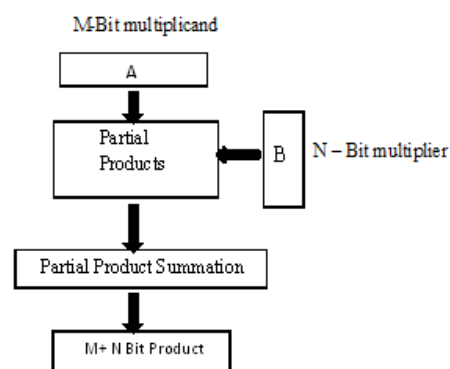 M-Bit multiplicand
A
Partial
Products
B
N – Bit multiplier
Partial Product Summation
M+ N Bit Product